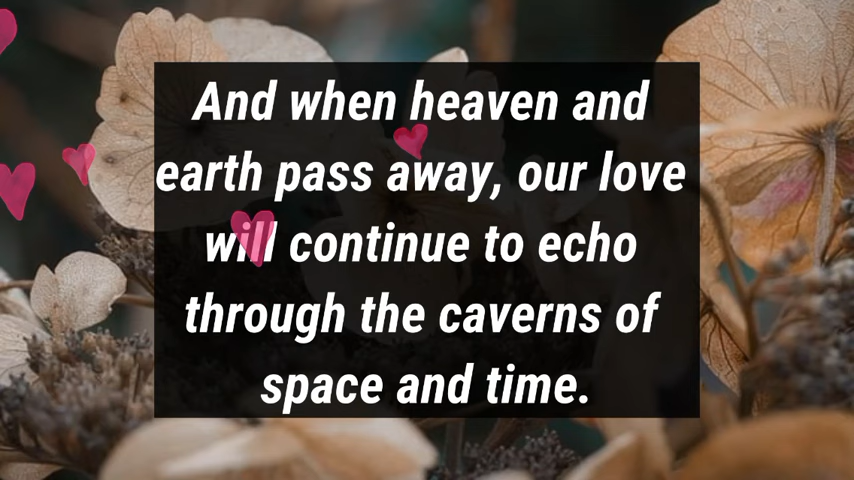 And when heaven and
earth pass away, our love
will continue to echo
through the caverns of
space and time.